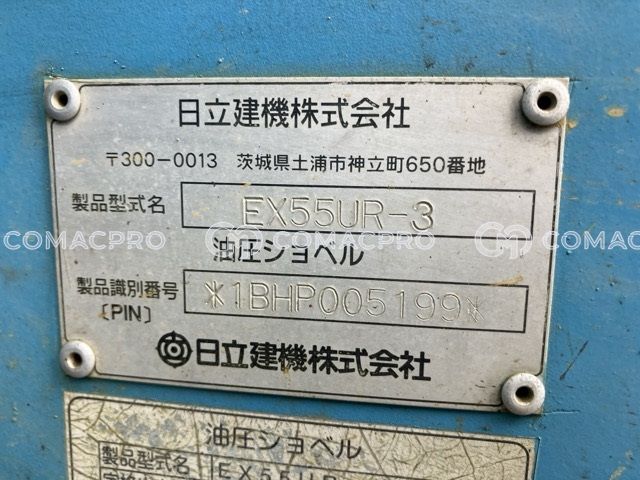 日立建機株式会社
〒300-0013 茨城県土浦市神立町650番地
製品型式名 EX55UR-3
油圧ショベル
COMACPRO COMACPRO COMACPRO
製品識別番号 *1BHP005199*
〔PIN〕
日立建機株式会社
油圧ショベル
製品型式名 EX55UR